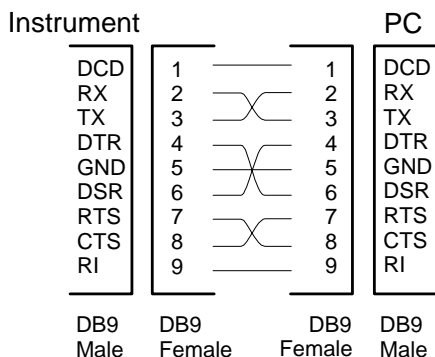 Instrument PC
DCD 1 1 DCD
RX 2 2 RX
TX 3 3 TX
DTR 4 4 DTR
GND 5 5 GND
DSR 6 6 DSR
RTS 7 7 RTS
CTS 8 8 CTS
RI 9 9 RI
DB9 DB9 DB9 DB9
Male Female Female Male